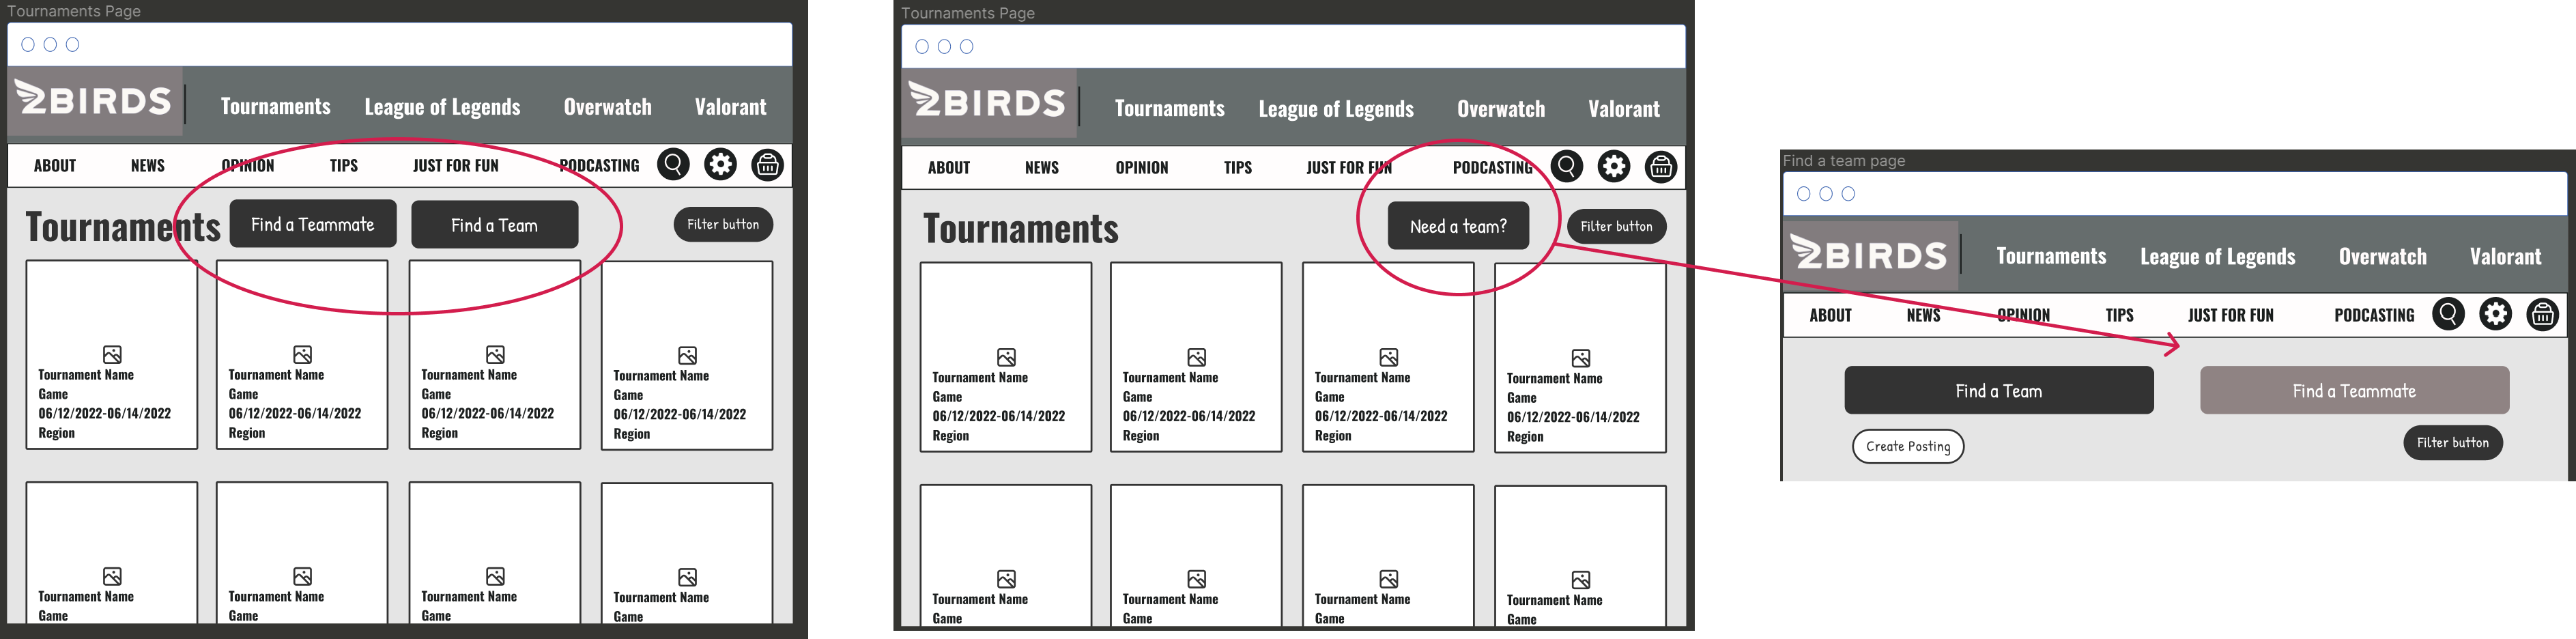 Tournaments Page
2BIRDS
Tournaments League of Legends Overwatch Valorant
ABOUT NEWS OPINION TIPS JUST FOR FUN PODCASTING
Tournaments Find a Teammate Find a Team Filter button
Tournament Name Tournament Name Tournament Name Tournament Name
Game Game Game Game
06/12/2022-06/14/2022 06/12/2022-06/14/2022 06/12/2022-06/14/2022 06/12/2022-06/14/2022
Region Region Region Region
Tournament Name Tournament Name Tournament Name Tournament Name
Game Game Game Game
Tournaments Page
2BIRDS
Tournaments League of Legends Overwatch Valorant
ABOUT NEWS OPINION TIPS JUST FOR FUN PODCASTING
Tournaments Need a team? Filter button
Tournament Name Tournament Name Tournament Name Tournament Name
Game Game Game Game
06/12/2022-06/14/2022 06/12/2022-06/14/2022 06/12/2022-06/14/2022 06/12/2022-06/14/2022
Region Region Region Region
Tournament Name Tournament Name Tournament Name Tournament Name
Game Game Game Game
Find a team page
2BIRDS
Tournaments League of Legends Overwatch Valorant
ABOUT NEWS OPINION TIPS JUST FOR FUN PODCASTING
Find a Team Find a Teammate
Create Posting Filter button